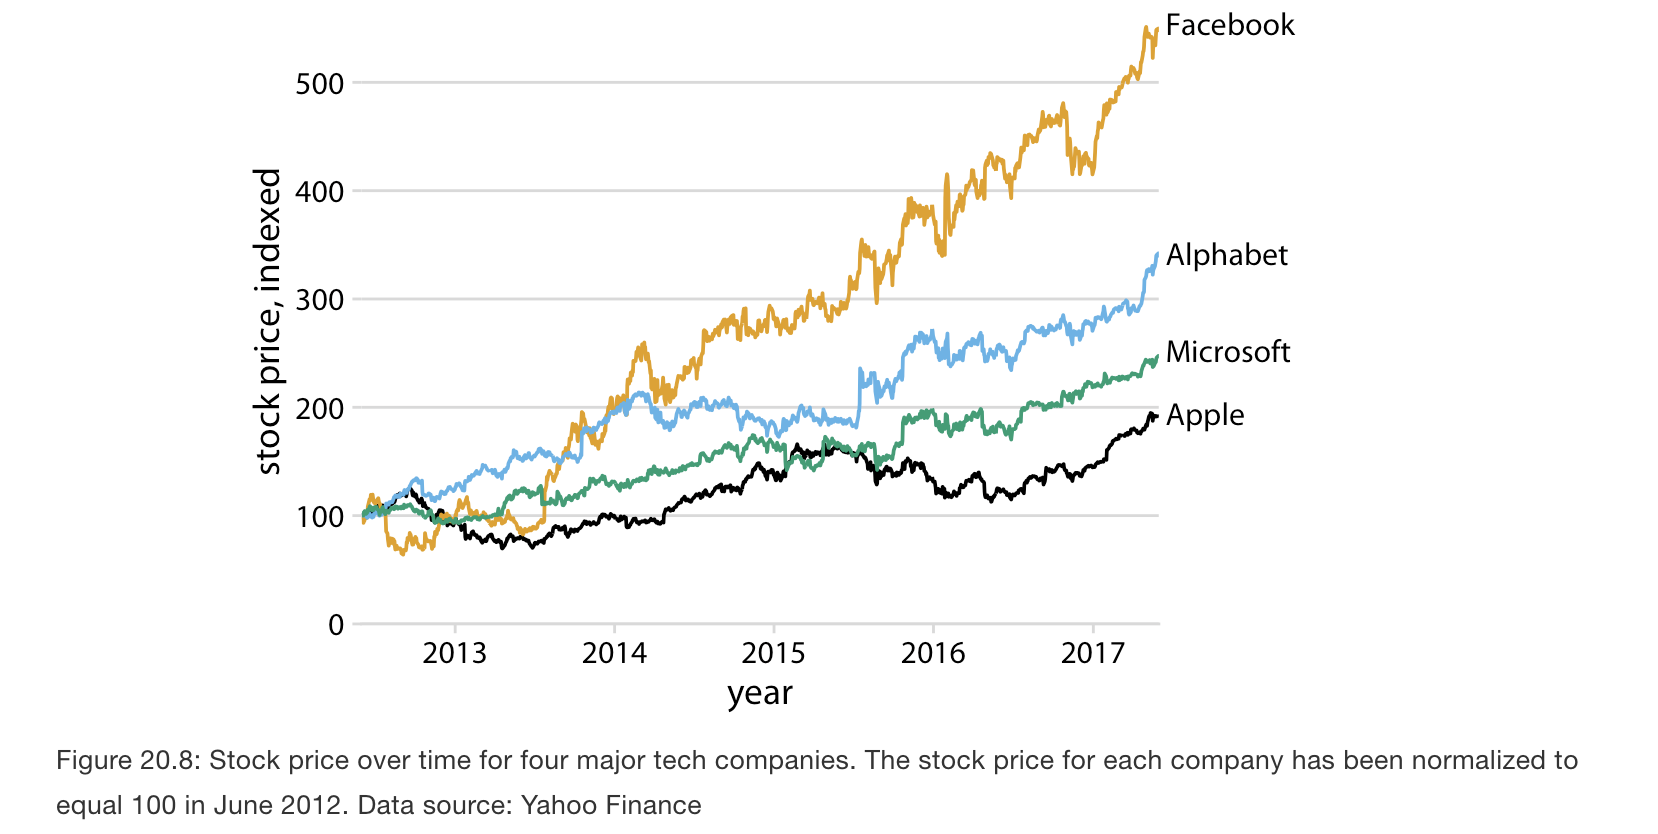 Facebook
500
400
Alphabet
300
Microsoft
200
Apple
100
0
stock price, indexed
2013 2014 2015 2016 2017
year
Figure 20.8: Stock price over time for four major tech companies. The stock price for each company has been normalized to
equal 100 in June 2012. Data source: Yahoo Finance